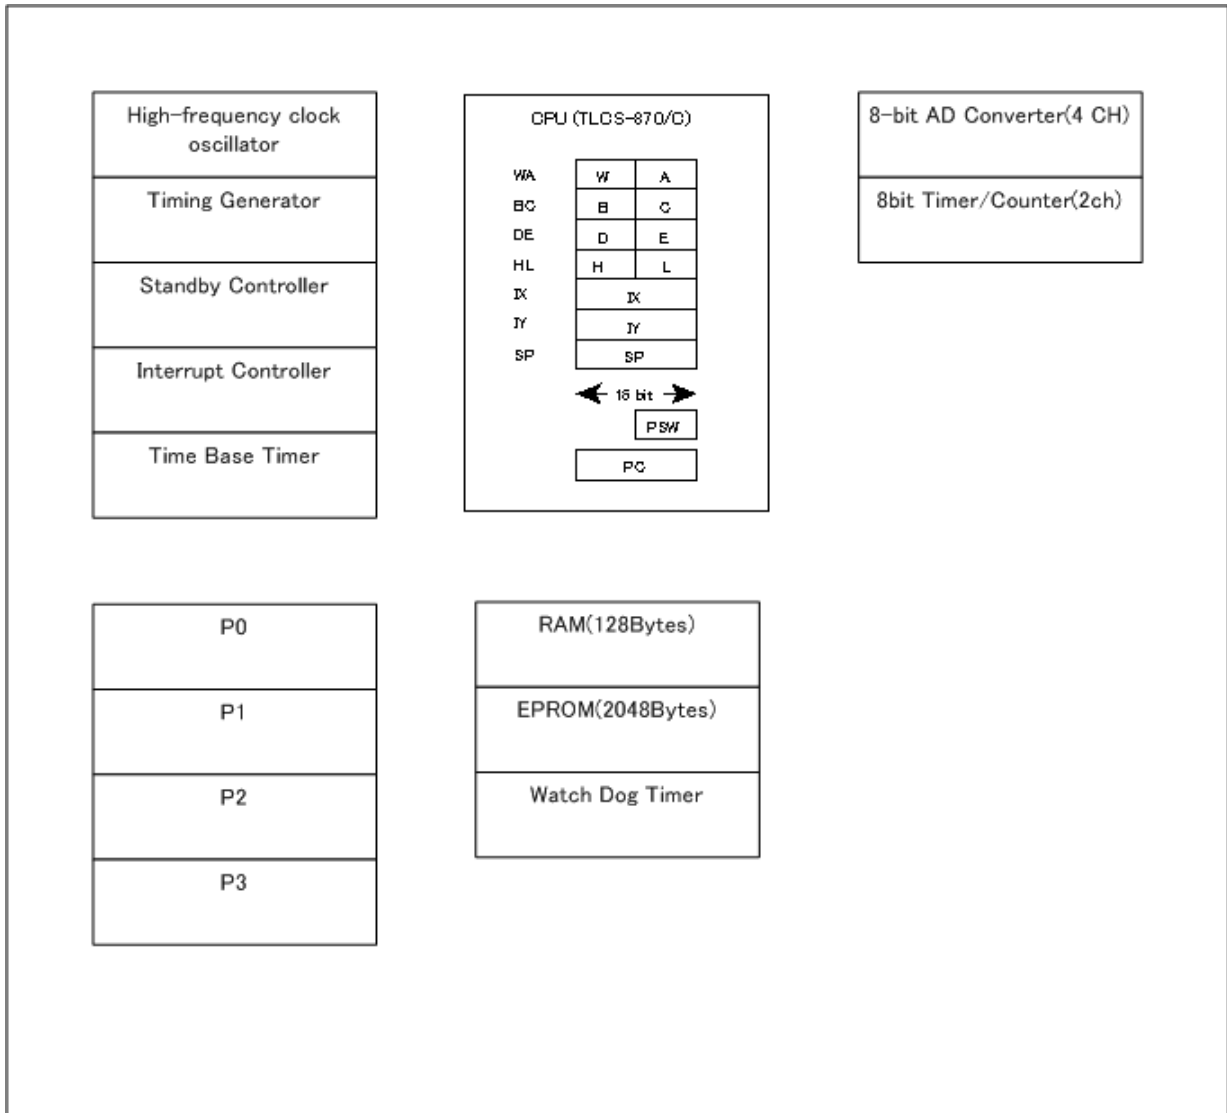 High-frequency clock
oscillator
Timing Generator
Standby Controller
Interrupt Controller
Time Base Timer
CPU (TLCS-870/C)
WA W A
BC B C
DE D E
HL H L
IX IX
IY IY
SP SP
16 bit
PSW
PC
8-bit AD Converter(4 CH)
8bit Timer/Counter(2ch)
P0
P1
P2
P3
RAM(128Bytes)
EPROM(2048Bytes)
Watch Dog Timer